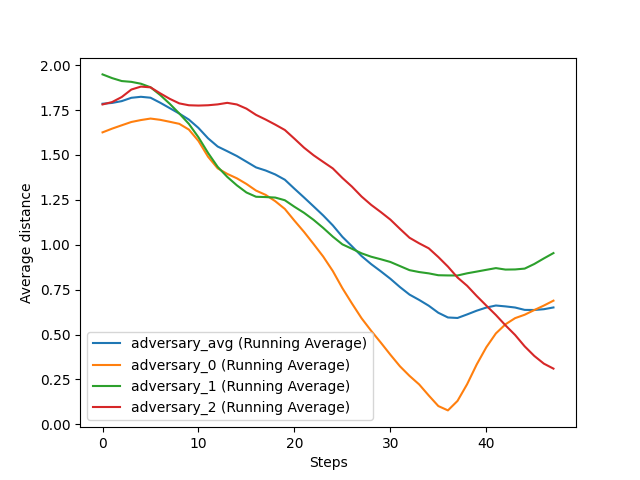 2.00
1.75
1.50
1.25
1.00
0.75
0.50
0.25
0.00
Average distance
adversary_avg (Running Average)
adversary_0 (Running Average)
adversary_1 (Running Average)
adversary_2 (Running Average)
0 10 20 30 40
Steps